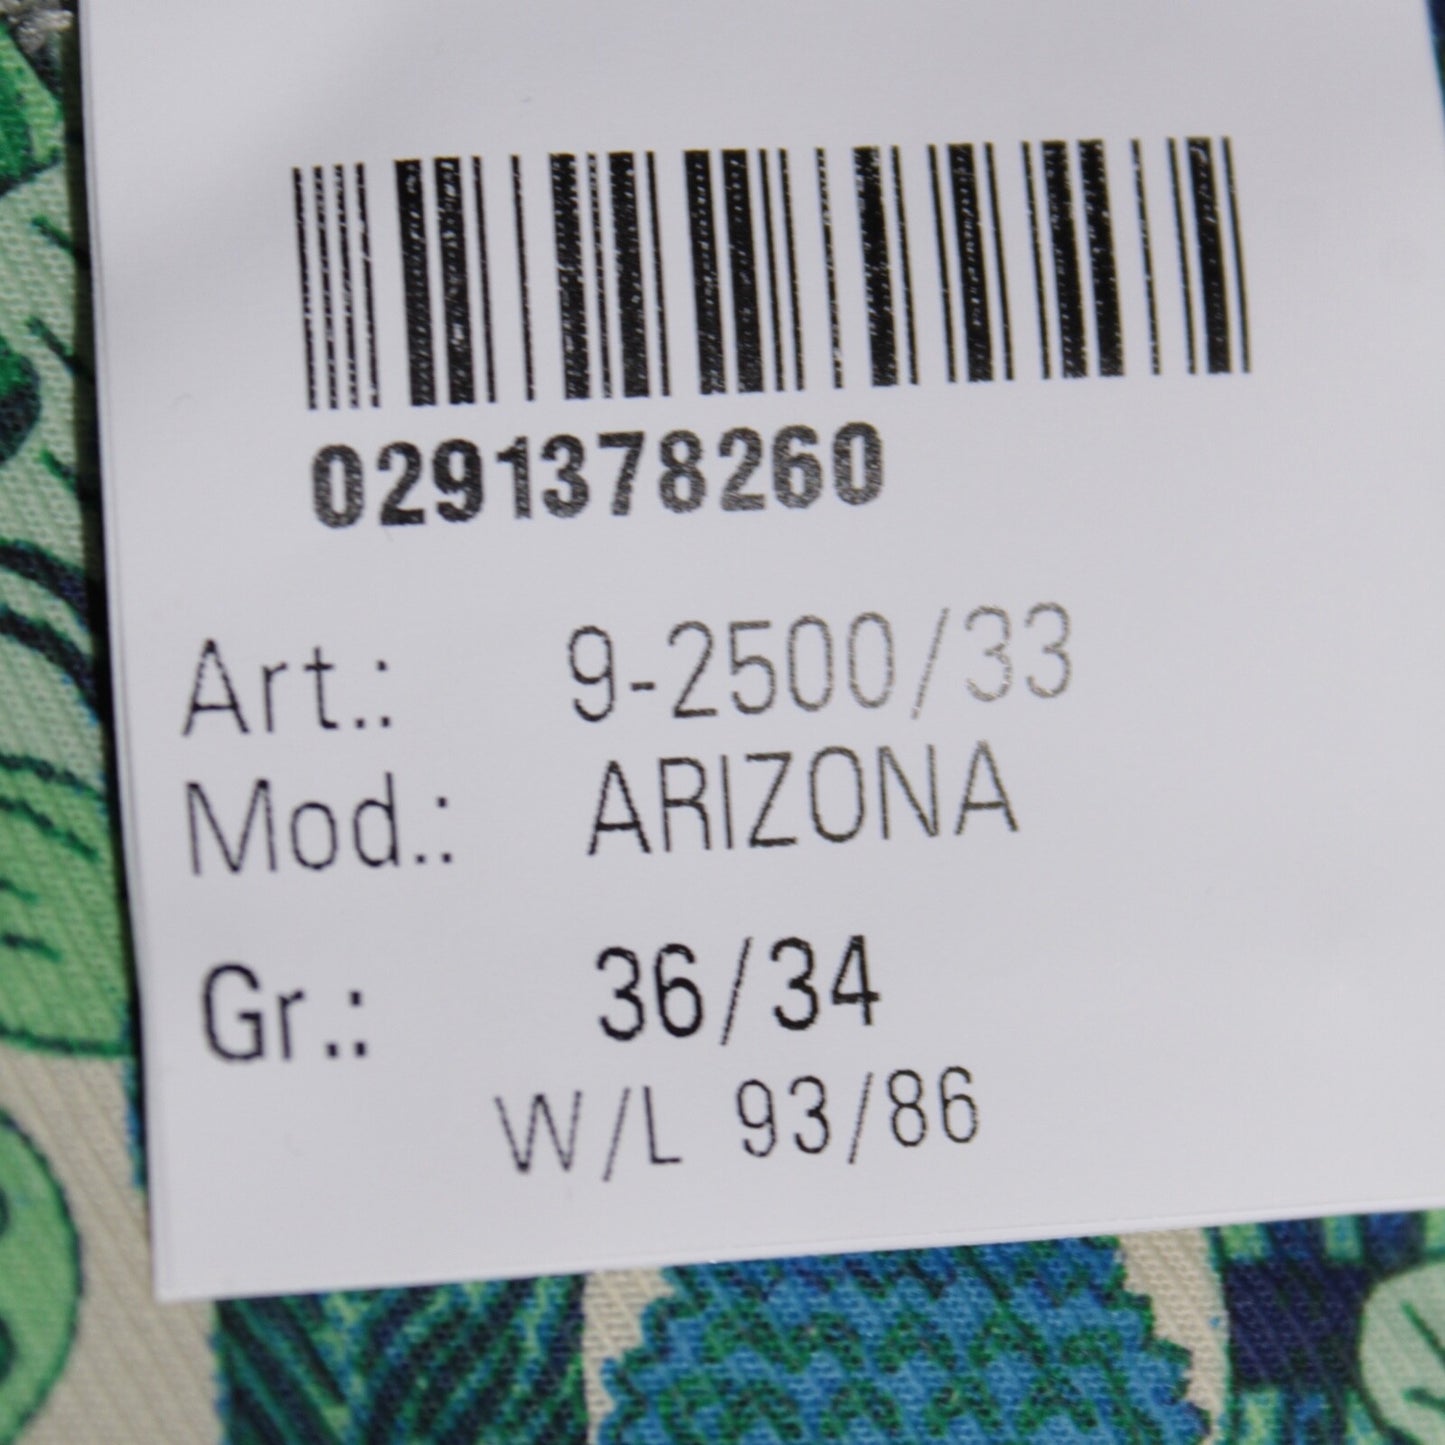 0291378260
Art.: 9-2500/33
Mod.: ARIZONA
Gr.: 36/34
W/L 93/86